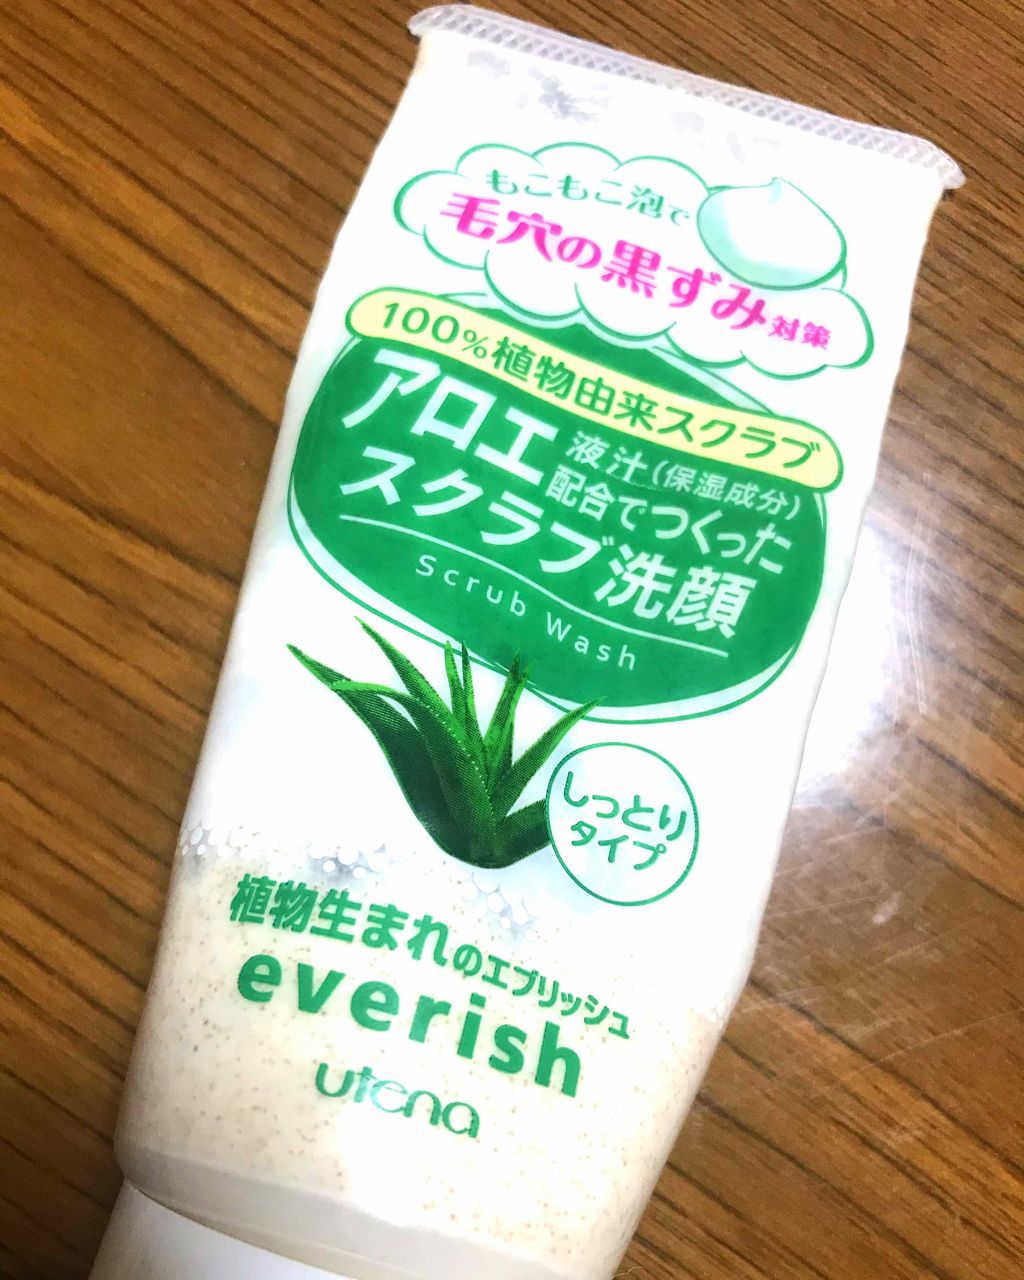 もこもこ泡で
毛穴の黒ずみ対策
100%植物由来スクラブ
アロエ液汁(保湿成分)
配合でつくった
スクラブ洗顔
Scrub Wash
しっとり
タイプ
植物生まれのエブリッシュ
everish
utena